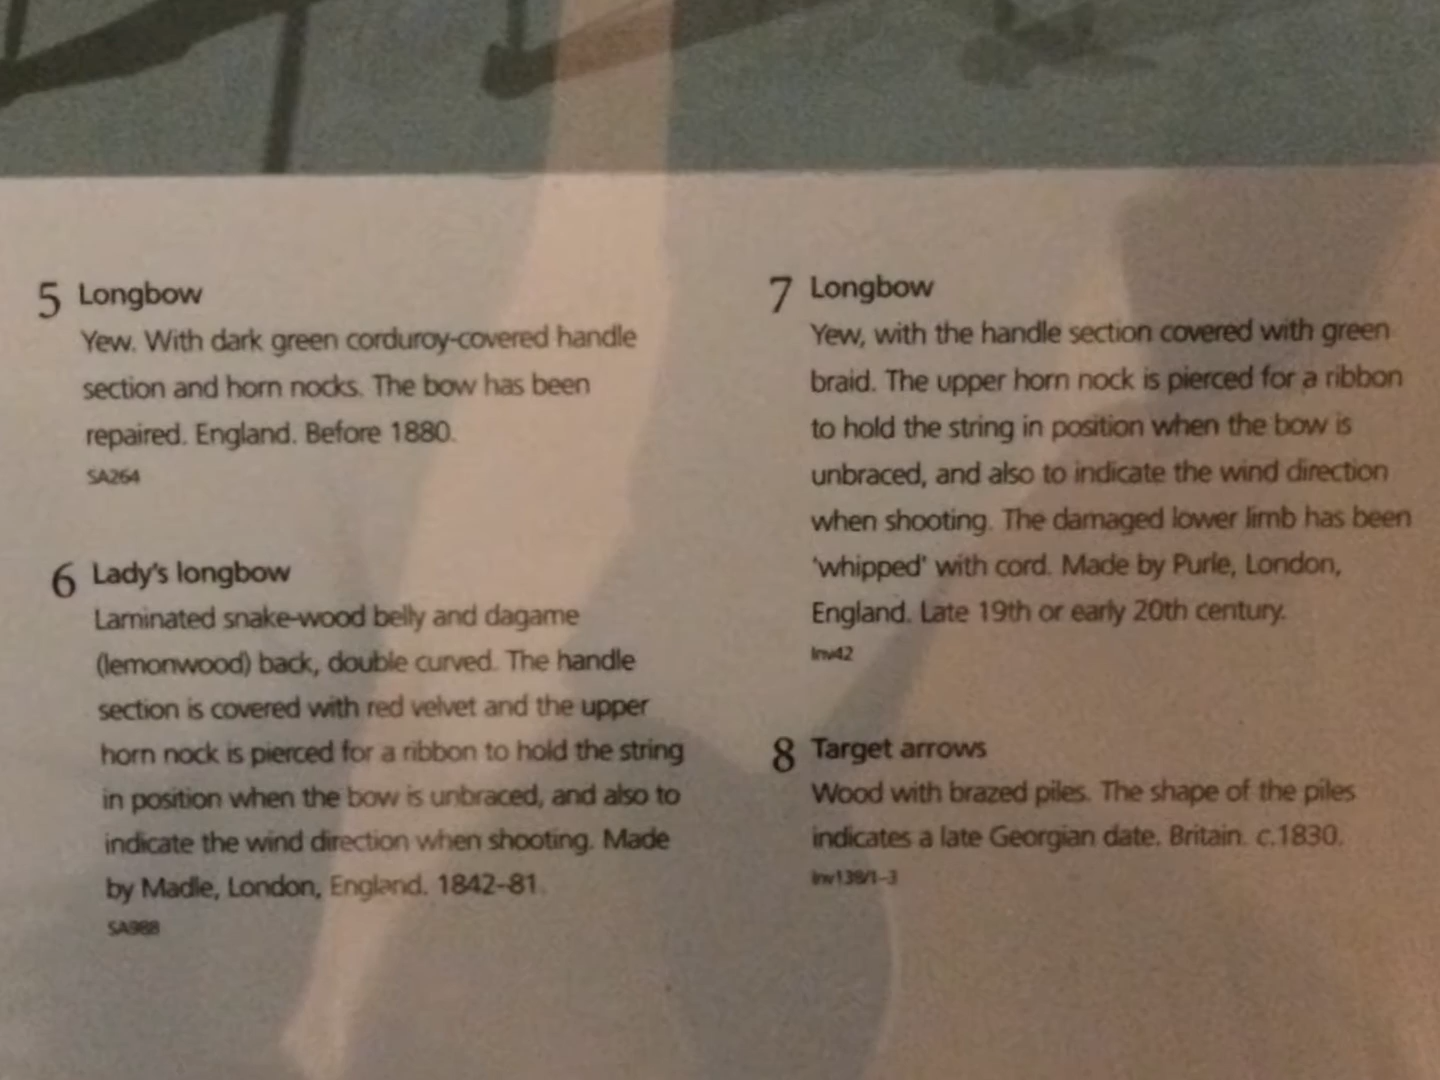 5 Longbow
Yew. With dark green corduroy-covered handle
section and horn nocks. The bow has been
repaired. England. Before 1880.
SA264
6 Lady's longbow
Laminated snake-wood belly and dagame
(lemonwood) back, double curved. The handle
section is covered with red velvet and the upper
horn nock is pierced for a ribbon to hold the string
in position when the bow is unbraced, and also to
indicate the wind direction when shooting. Made
by Madle, London, England. 1842–81.
7 Longbow
Yew, with the handle section covered with green
braid. The upper horn nock is pierced for a ribbon
to hold the string in position when the bow is
unbraced, and also to indicate the wind direction
when shooting. The damaged lower limb has been
'whipped' with cord. Made by Purle, London,
England. Late 19th or early 20th century.
Inv42
8 Target arrows
Wood with brazed piles. The shape of the piles
indicates a late Georgian date. Britain. c.1830.
Inv138/1–3